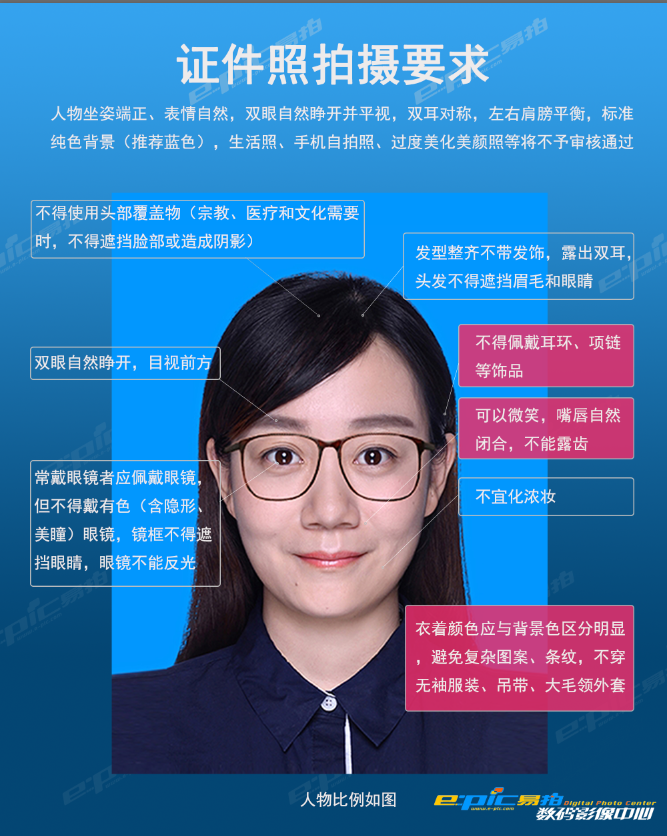 证件照拍摄要求
人物坐姿端正、表情自然，双眼自然睁开并平视，双耳对称，左右肩膀平衡，标准
纯色背景（推荐蓝色），生活照、手机自拍照、过度美化美颜照等将不予审核通过
不得使用头部覆盖物（宗教、医疗和文化需要
时，不得遮挡脸部或造成阴影）
发型整齐不带发饰，露出双耳，
头发不得遮挡眉毛和眼睛
不得佩戴耳环、项链
等饰品
双眼自然睁开，目视前方
可以微笑，嘴唇自然
闭合，不能露齿
常戴眼镜者应佩戴眼镜，
但不得戴有色（含隐形、
美瞳）眼镜，镜框不得遮
挡眼睛，眼镜不能反光
不宜化浓妆
衣着颜色应与背景色区分明显
，避免复杂图案、条纹，不穿
无袖服装、吊带、大毛领外套
人物比例如图
e-pic易拍 Digital Photo Center
www.e-pic.com 数码影像中心